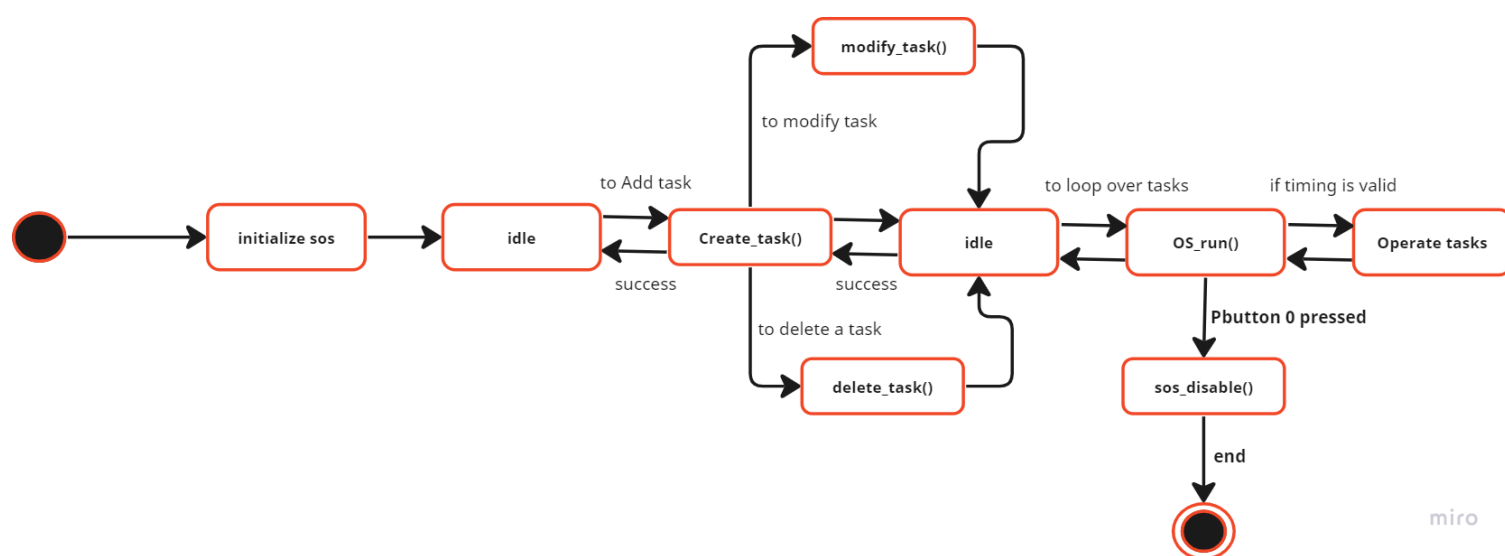 modify_task()
to modify task
to Add task
to loop over tasks
if timing is valid
initialize sos
idle
Create_task()
idle
OS_run()
Operate tasks
success
success
to delete a task
Pbutton 0 pressed
delete_task()
sos_disable()
end
miro